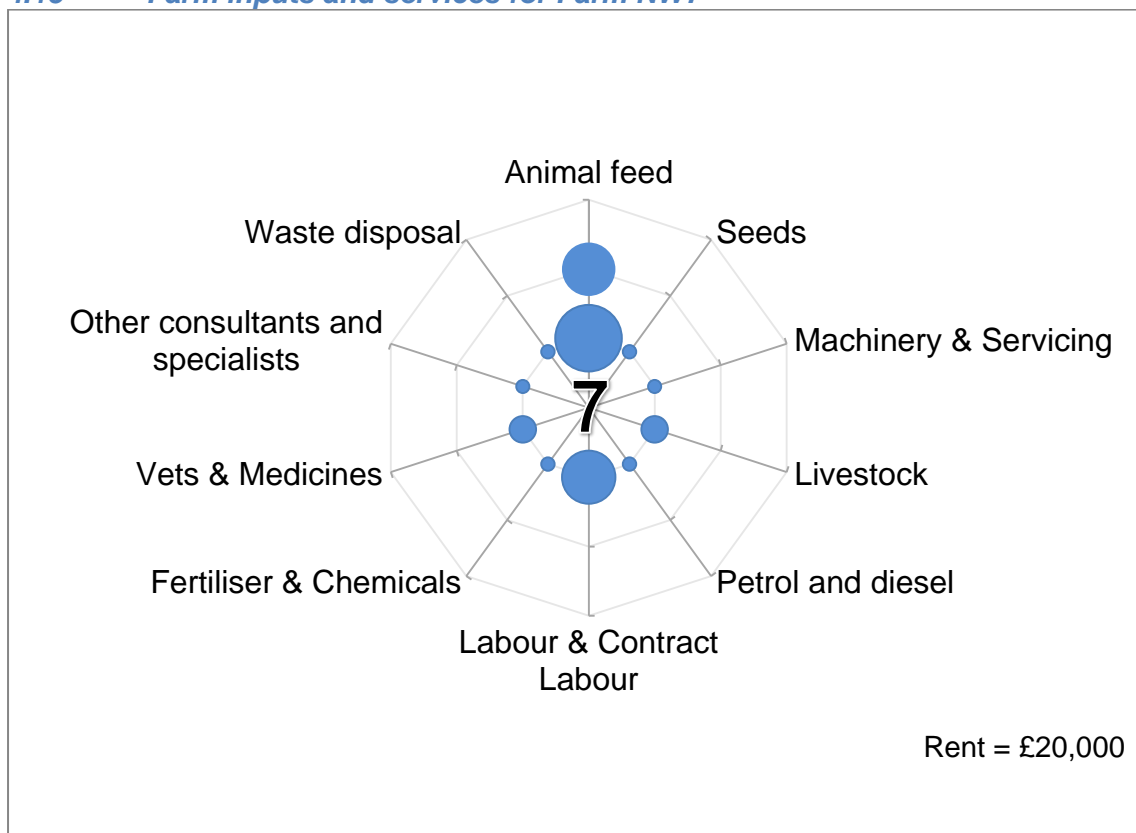 Animal feed
Waste disposal
Seeds
Other consultants and
specialists
Machinery & Servicing
7
Vets & Medicines
Livestock
Fertiliser & Chemicals
Petrol and diesel
Labour & Contract
Labour
Rent = £20,000